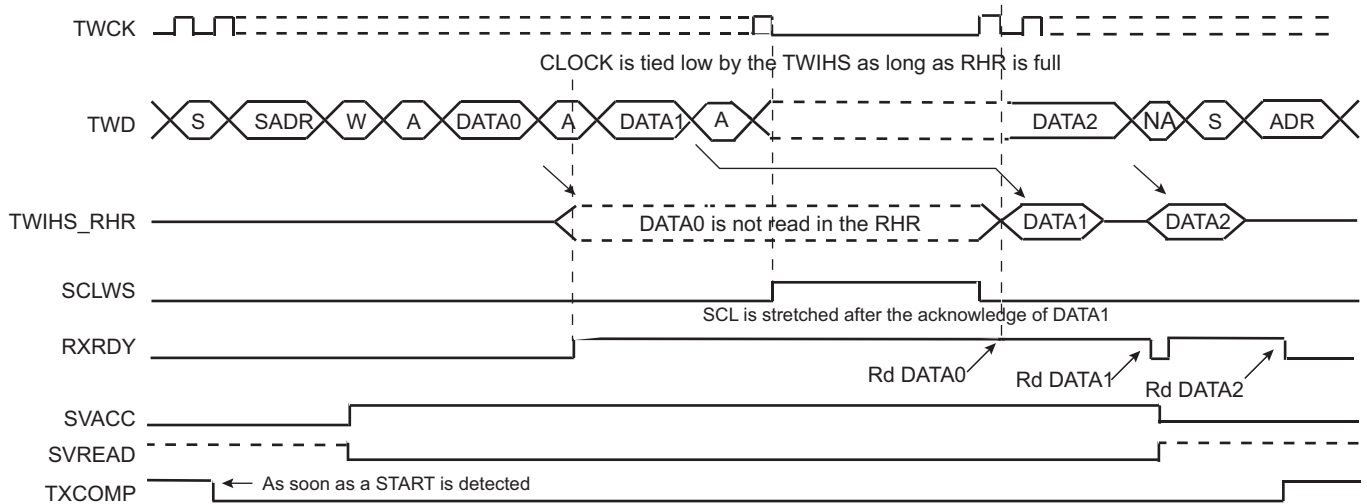 TWCK
CLOCK is tied low by the TWIHS as long as RHR is full
TWD
S SADR W A DATA0 A DATA1 A DATA2 NA S ADR
TWIHS_RHR
DATA0 is not read in the RHR DATA1 DATA2
SCLWS
SCL is stretched after the acknowledge of DATA1
RXRDY
Rd DATA0 Rd DATA1 Rd DATA2
SVACC
SVREAD
TXCOMP
As soon as a START is detected